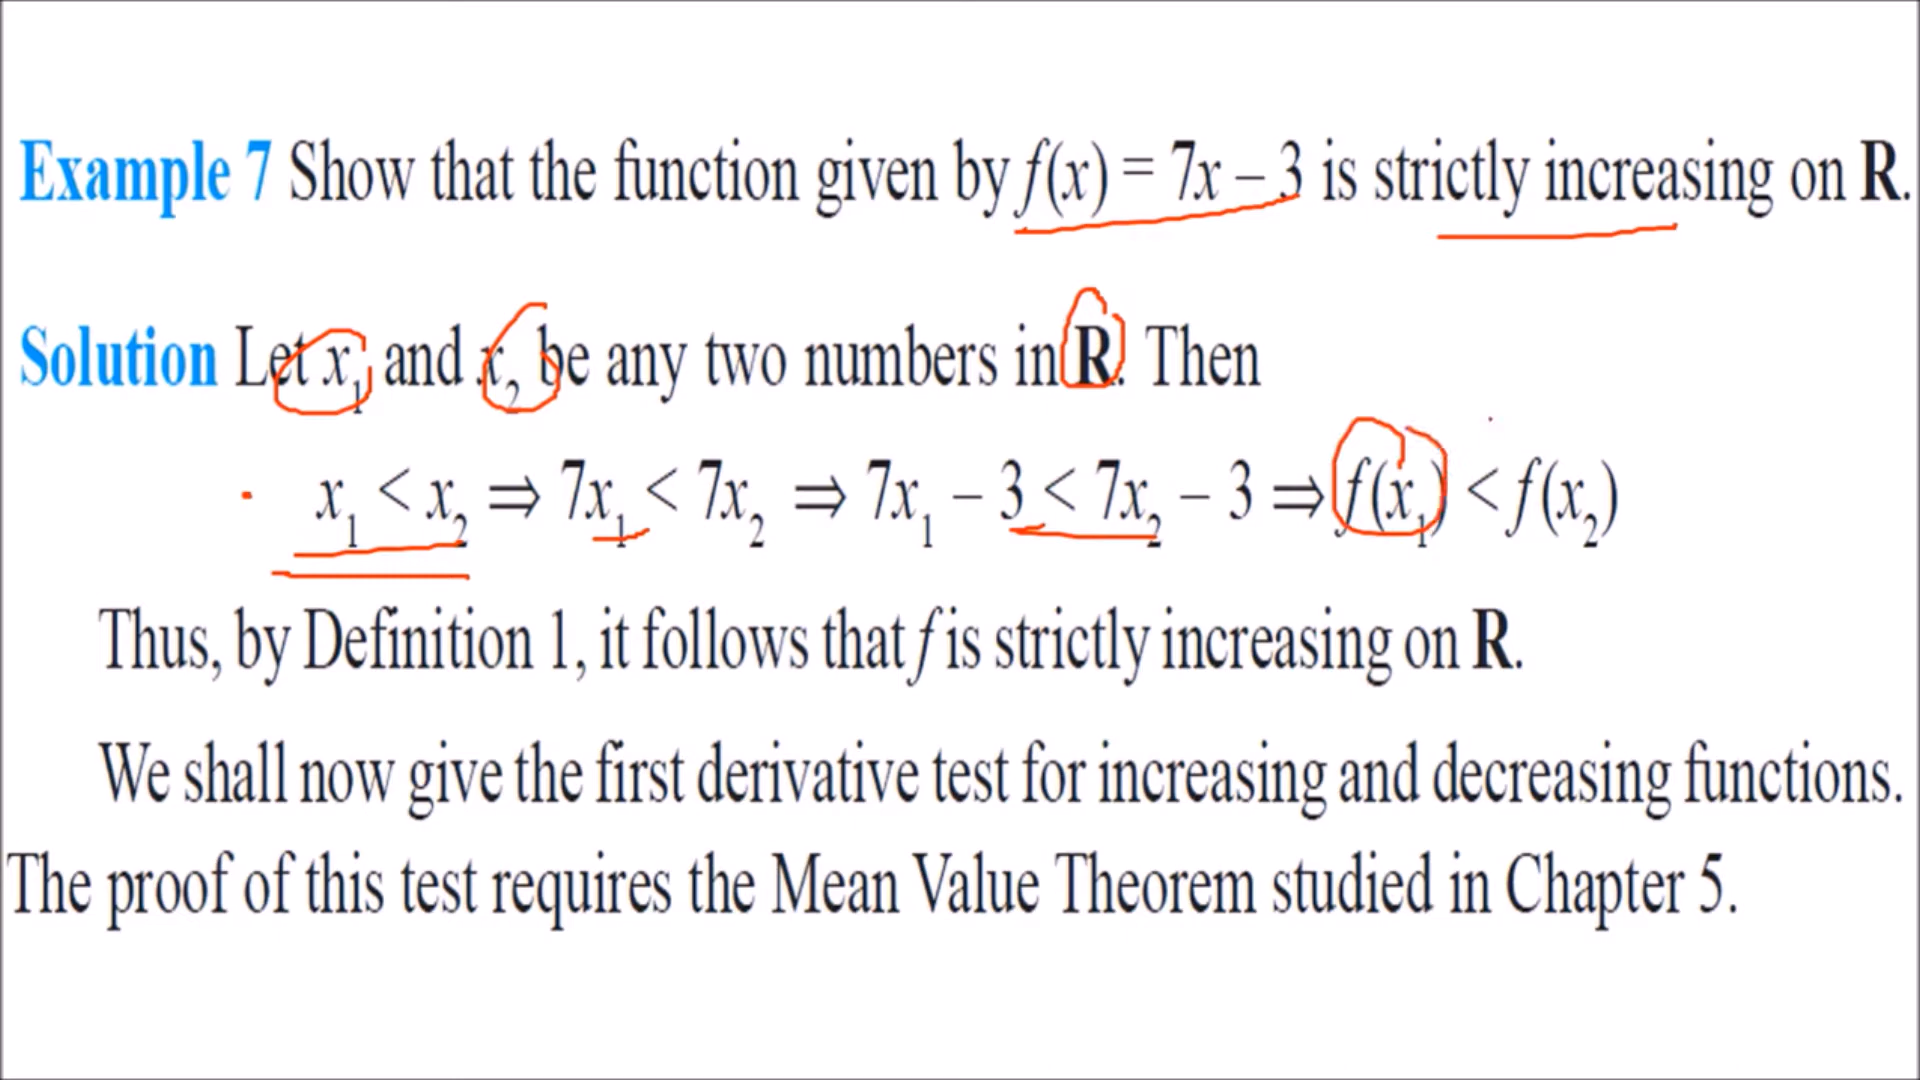 Example 7 Show that the function given by f(x) = 7x – 3 is strictly increasing on R.
Solution Let x₁ and x₂ be any two numbers in R. Then
x₁ < x₂ ⇒ 7x₁ < 7x₂ ⇒ 7x₁ – 3 < 7x₂ – 3 ⇒ f(x₁) < f(x₂)
Thus, by Definition 1, it follows that f is strictly increasing on R.
We shall now give the first derivative test for increasing and decreasing functions.
The proof of this test requires the Mean Value Theorem studied in Chapter 5.